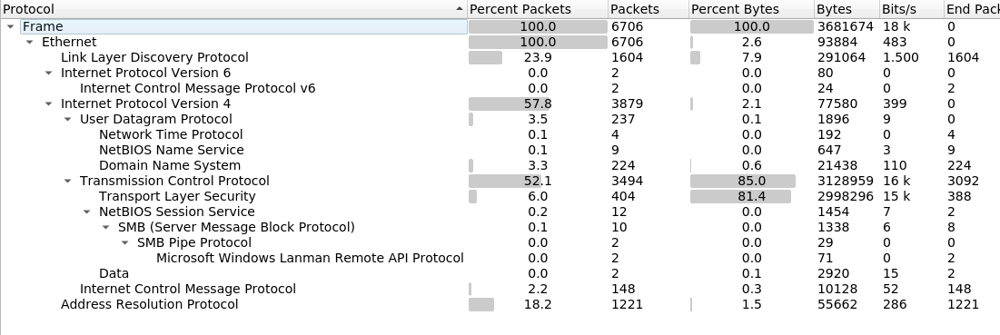 Protocol Percent Packets Packets Percent Bytes Bytes Bits/s End Pack
Frame 100.0 6706 100.0 3681674 18 k 0
Ethernet 100.0 6706 2.6 93884 483 0
Link Layer Discovery Protocol 23.9 1604 7.9 291064 1.500 1604
Internet Protocol Version 6 0.0 2 0.0 80 0 0
Internet Control Message Protocol v6 0.0 2 0.0 24 0 2
Internet Protocol Version 4 57.8 3879 2.1 77580 399 0
User Datagram Protocol 3.5 237 0.1 1896 9 0
Network Time Protocol 0.1 4 0.0 192 0 4
NetBIOS Name Service 0.1 9 0.0 647 3 9
Domain Name System 3.3 224 0.6 21438 110 224
Transmission Control Protocol 52.1 3494 85.0 3128959 16 k 3092
Transport Layer Security 6.0 404 81.4 2998296 15 k 388
NetBIOS Session Service 0.2 12 0.0 1454 7 2
SMB (Server Message Block Protocol) 0.1 10 0.0 1338 6 8
SMB Pipe Protocol 0.0 2 0.0 29 0 0
Microsoft Windows Lanman Remote API Protocol 0.0 2 0.0 71 0 2
Data 0.0 2 0.1 2920 15 2
Internet Control Message Protocol 2.2 148 0.3 10128 52 148
Address Resolution Protocol 18.2 1221 1.5 55662 286 1221